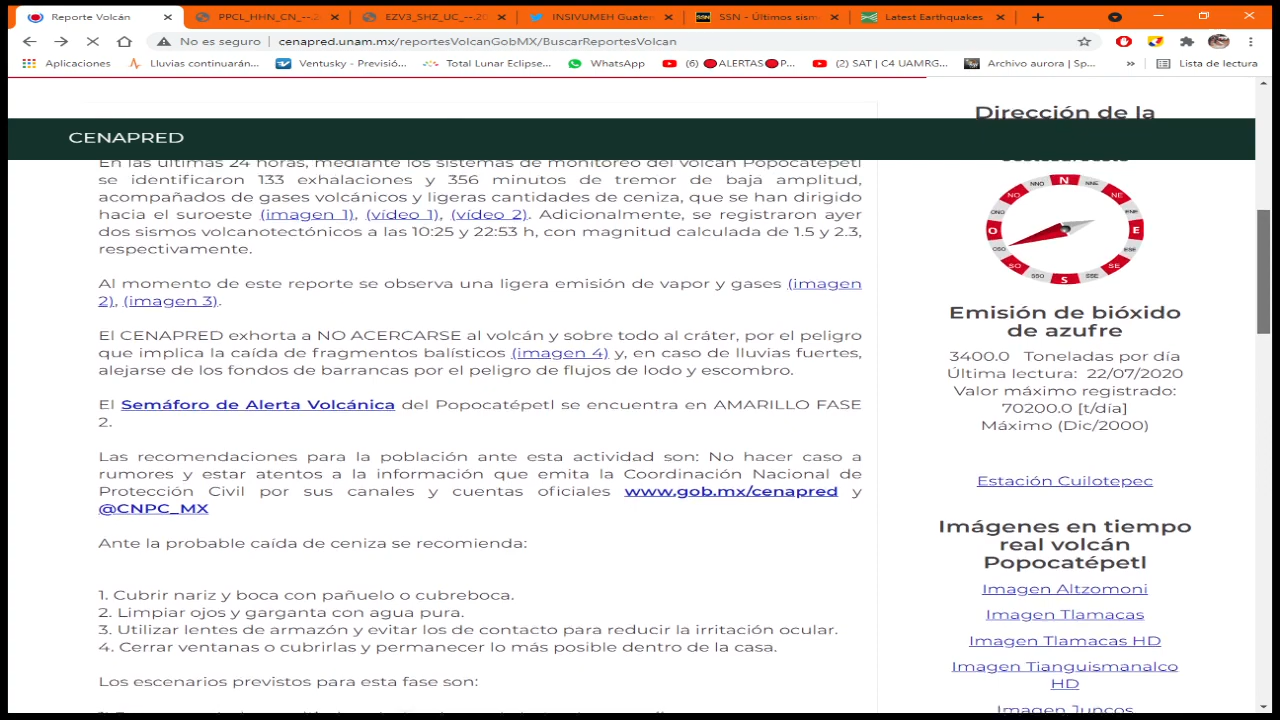 Reporte Volcán
PPCL_HHN_CN_--.2
EZV3_SHZ_UC_--.20
INSIVUMEH Guatem
SSN - Últimos sism
Latest Earthquakes
No es seguro | cenapred.unam.mx/reportesVolcanGobMX/BuscarReportesVolcan
Aplicaciones
Lluvias continuarán...
Ventusky - Previsió...
Total Lunar Eclipse...
WhatsApp
(6) 🔴ALERTAS🔴P...
(2) SAT | C4 UAMRG...
Archivo aurora | Sp...
»
Lista de lectura
CENAPRED
En las últimas 24 horas, mediante los sistemas de monitoreo del volcán Popocatépetl
se identificaron 133 exhalaciones y 356 minutos de tremor de baja amplitud,
acompañados de gases volcánicos y ligeras cantidades de ceniza, que se han dirigido
hacia el suroeste (imagen 1), (vídeo 1), (vídeo 2). Adicionalmente, se registraron ayer
dos sismos volcanotectónicos a las 10:25 y 22:53 h, con magnitud calculada de 1.5 y 2.3,
respectivamente.
Al momento de este reporte se observa una ligera emisión de vapor y gases (imagen
2), (imagen 3).
El CENAPRED exhorta a NO ACERCARSE al volcán y sobre todo al cráter, por el peligro
que implica la caída de fragmentos balísticos (imagen 4) y, en caso de lluvias fuertes,
alejarse de los fondos de barrancas por el peligro de flujos de lodo y escombro.
El Semáforo de Alerta Volcánica del Popocatépetl se encuentra en AMARILLO FASE
2.
Las recomendaciones para la población ante esta actividad son: No hacer caso a
rumores y estar atentos a la información que emita la Coordinación Nacional de
Protección Civil por sus canales y cuentas oficiales www.gob.mx/cenapred y
@CNPC_MX
Ante la probable caída de ceniza se recomienda:
1. Cubrir nariz y boca con pañuelo o cubreboca.
2. Limpiar ojos y garganta con agua pura.
3. Utilizar lentes de armazón y evitar los de contacto para reducir la irritación ocular.
4. Cerrar ventanas o cubrirlas y permanecer lo más posible dentro de la casa.
Los escenarios previstos para esta fase son:
Dirección de la
N
NNE
NE
ENE
E
ESE
SE
SSE
S
SSO
SO
OSO
O
ONO
NO
NNO
Emisión de bióxido
de azufre
3400.0 Toneladas por día
Última lectura: 22/07/2020
Valor máximo registrado:
70200.0 [t/día]
Máximo (Dic/2000)
Estación Cuilotepec
Imágenes en tiempo
real volcán
Popocatépetl
Imagen Altzomoni
Imagen Tlamacas
Imagen Tlamacas HD
Imagen Tianguismanalco
HD
Imagen Juncos